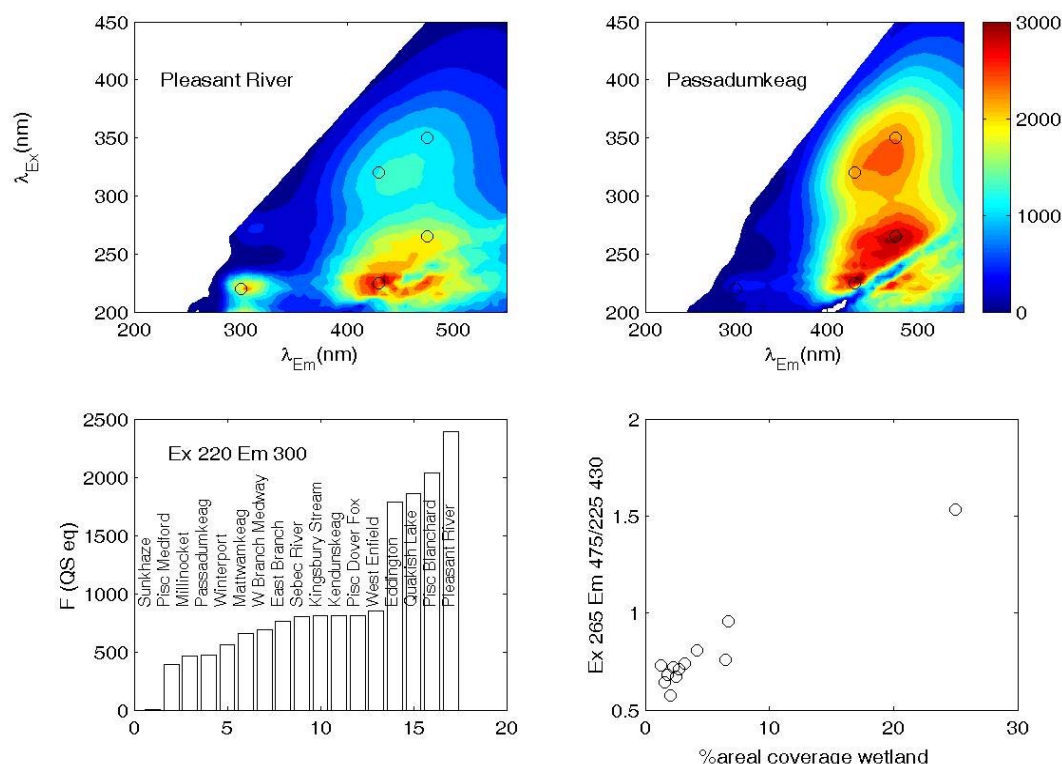 450
400
350
300
250
200
λEx(nm)
Pleasant River
200
300
400
500
λEm(nm)
450
400
350
300
250
200
Passadumkeag
200
300
400
500
λEm(nm)
3000
2000
1000
0
2500
2000
1500
1000
500
0
F (QS eq)
Ex 220 Em 300
Sunkhaze
Pisc Medford
Millinocket
Passadumkeag
Winterport
Mattwamkeag
W Branch Medway
East Branch
Sebec River
Kingsbury Stream
Kenduskeag
Pisc Dover Fox
West Enfield
Eddington
Quakish Lake
Pisc Blanchard
Pleasant River
0
5
10
15
20
2
1.5
1
0.5
Ex 265 Em 475/225 430
0
10
20
30
%areal coverage wetland